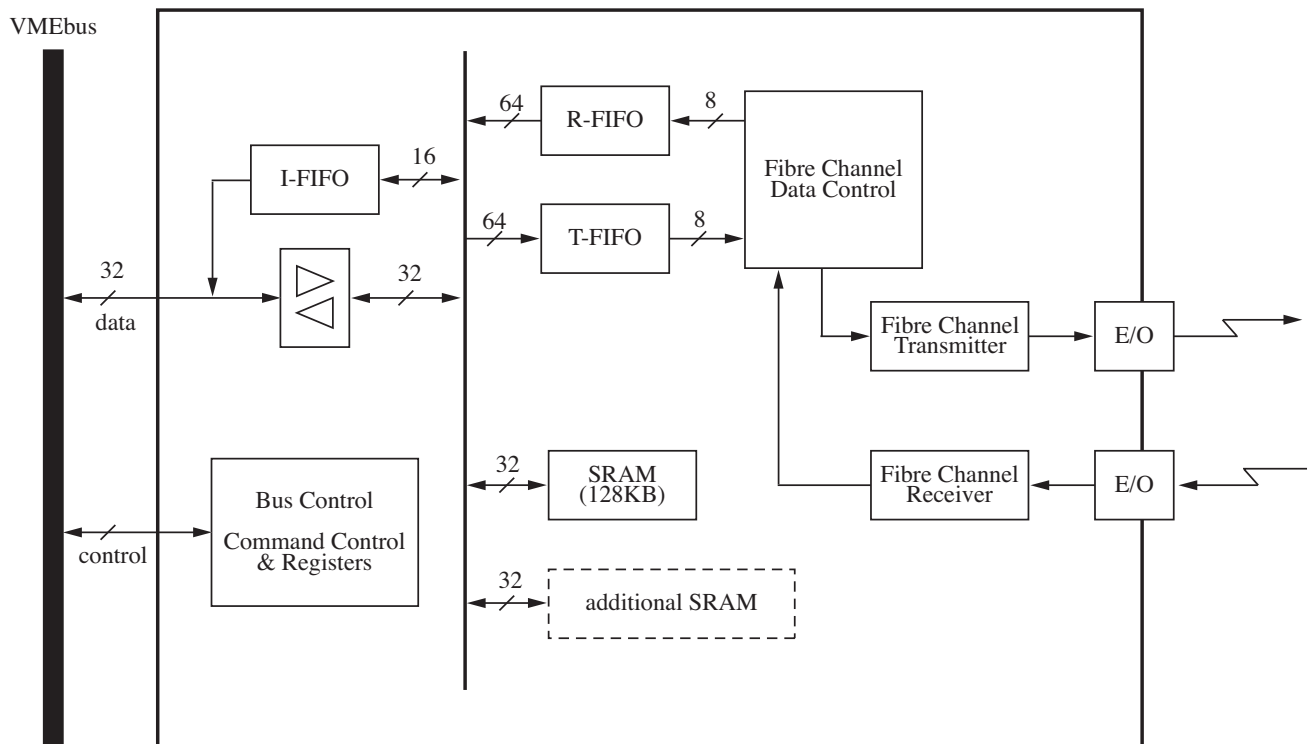 VMEbus
64
R-FIFO
8
Fibre Channel
Data Control
I-FIFO
16
64
T-FIFO
8
32
data
32
Fibre Channel
Transmitter
E/O
Bus Control
Command Control
& Registers
control
32
SRAM
(128KB)
Fibre Channel
Receiver
E/O
32
additional SRAM